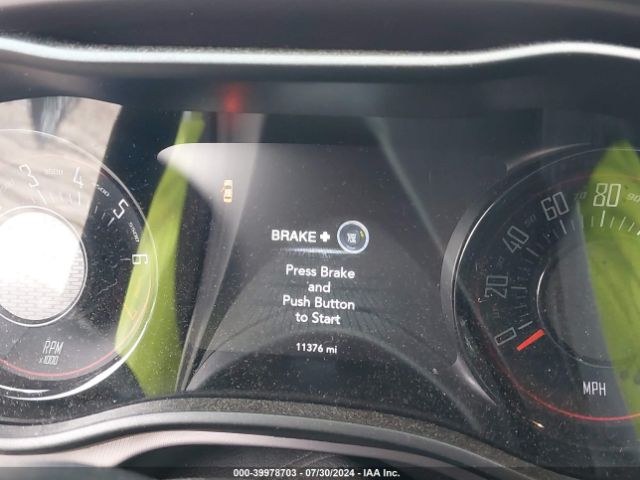 BRAKE +
Press Brake
and
Push Button
to Start
11376 mi
3 4 5 6
RPM
x1000
0 20 40 60 80
MPH
000-39978703 - 07/30/2024 - IAA Inc.